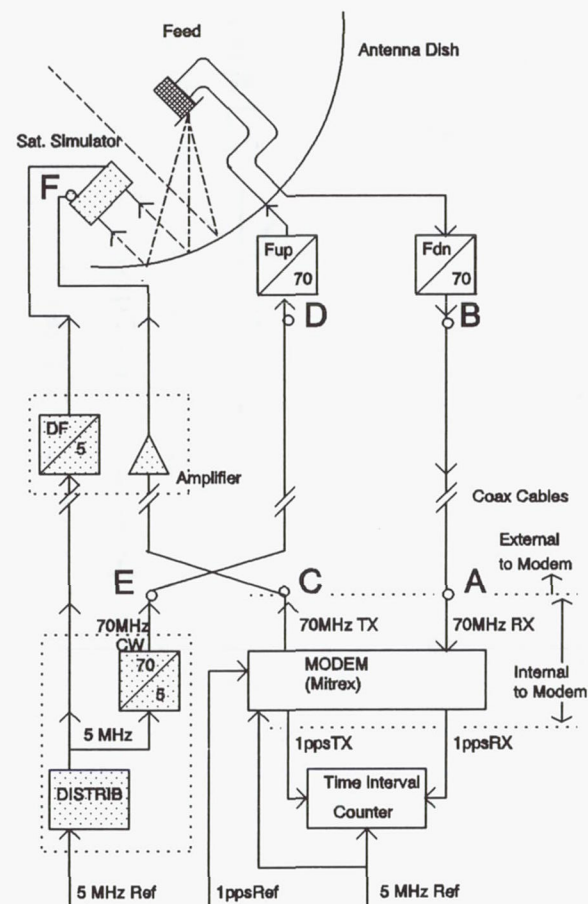 Feed
Antenna Dish
Sat. Simulator
F
Fup
70
Fdn
70
D
B
DF
5
Amplifier
Coax Cables
External
to Modem
E
C
A
70MHz
CW
70MHz TX
70MHz RX
70
5
MODEM
(Mitrex)
Internal
to Modem
5 MHz
1ppsTX
1ppsRX
DISTRIB
Time Interval
Counter
5 MHz Ref
1ppsRef
5 MHz Ref